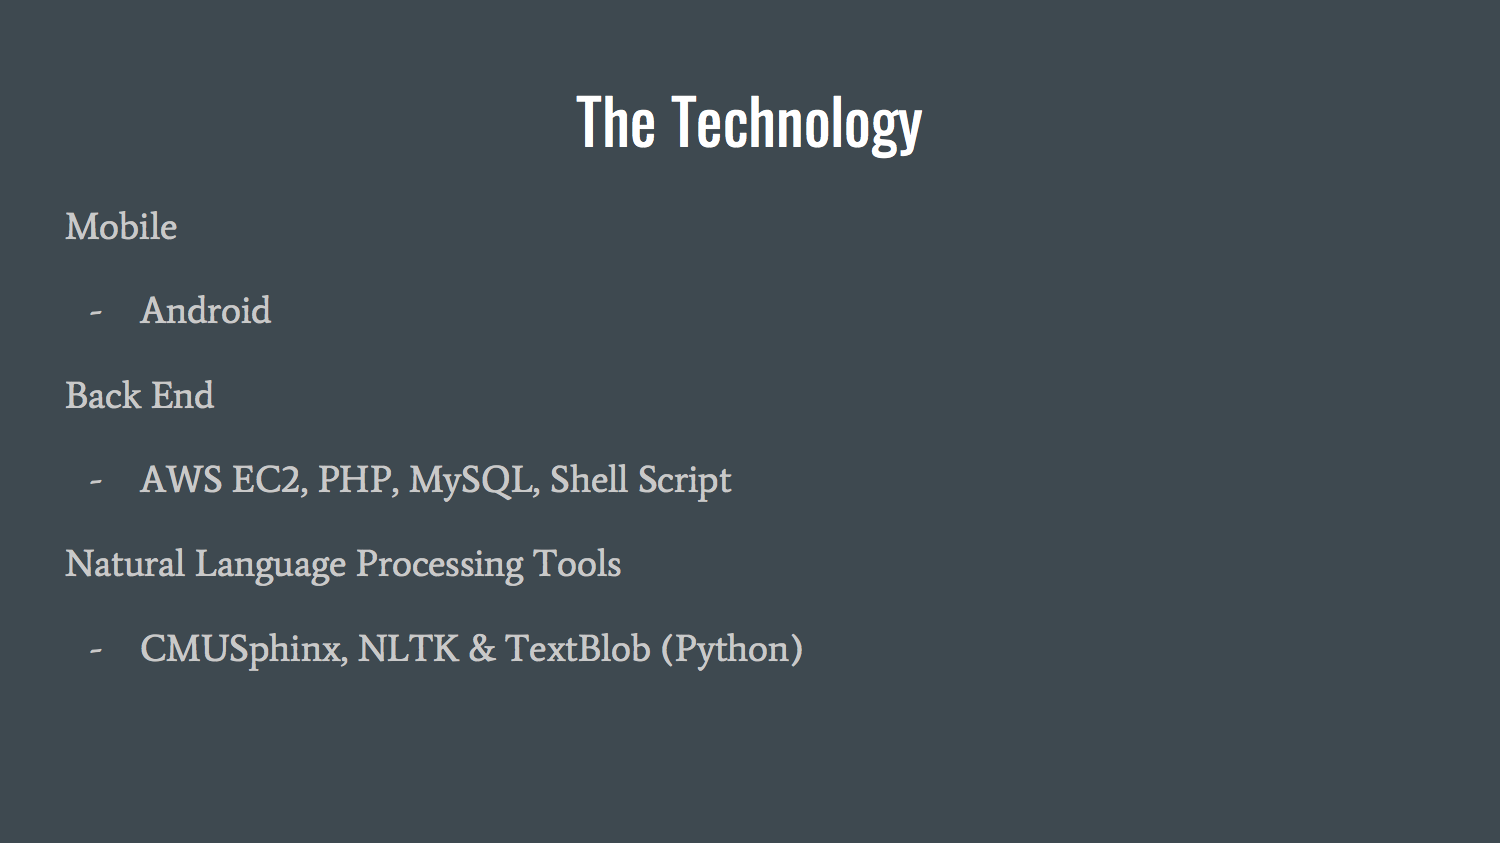 The Technology
Mobile
- Android
Back End
- AWS EC2, PHP, MySQL, Shell Script
Natural Language Processing Tools
- CMUSphinx, NLTK & TextBlob (Python)